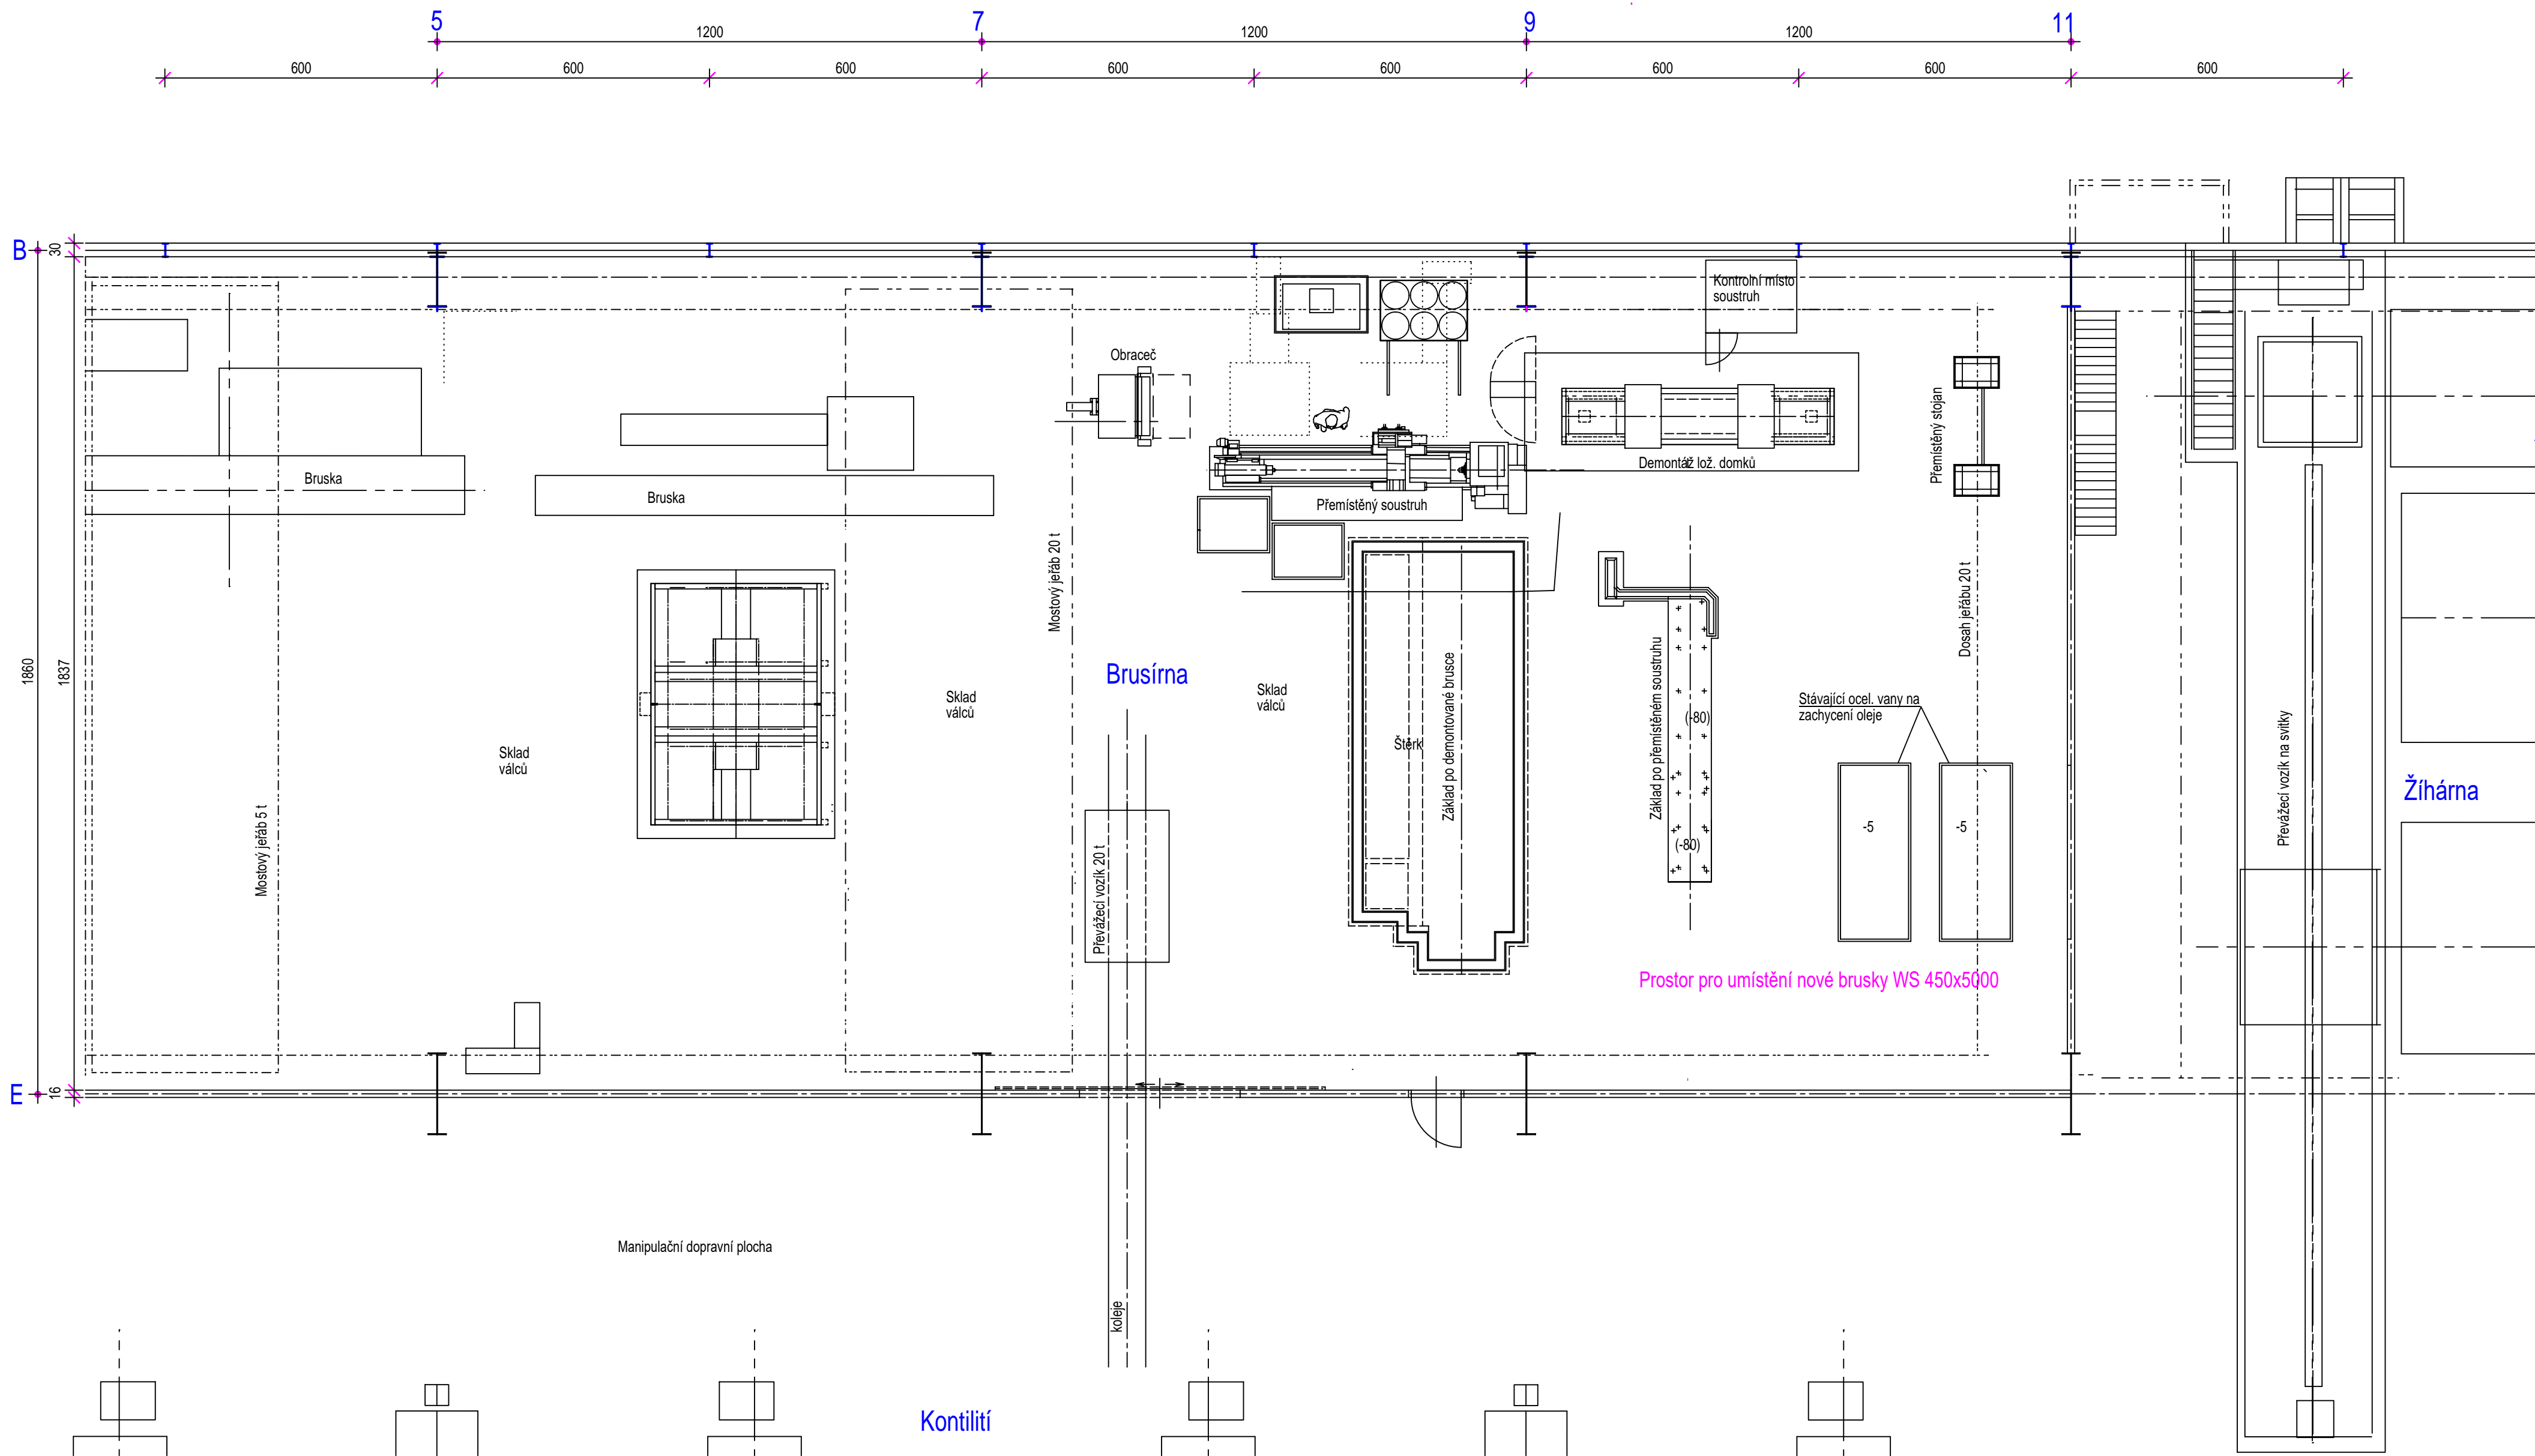 5
7
9
11
1200
1200
1200
600
600
600
600
600
600
600
600
B
30
Kontrolní místo
soustruh
Obraceč
Přemístěný stojan
Demontáž lož. domků
Bruska
Bruska
Přemístěný soustruh
Mostový jeřáb 20 t
Dosah jeřábu 20 t
1860
1837
Brusírna
Základ po demontované brusce
Základ po přemístěném soustruhu
Sklad
válců
Sklad
válců
Sklad
válců
Štěrk
(-80)
Stávající ocel. vany na
zachycení oleje
Převážecí vozík na svitky
Žíhárna
Mostový jeřáb 5 t
Převážecí vozík 20 t
(-80)
-5
-5
Prostor pro umístění nové brusky WS 450x5000
E
16
Manipulační dopravní plocha
koleje
Kontilití